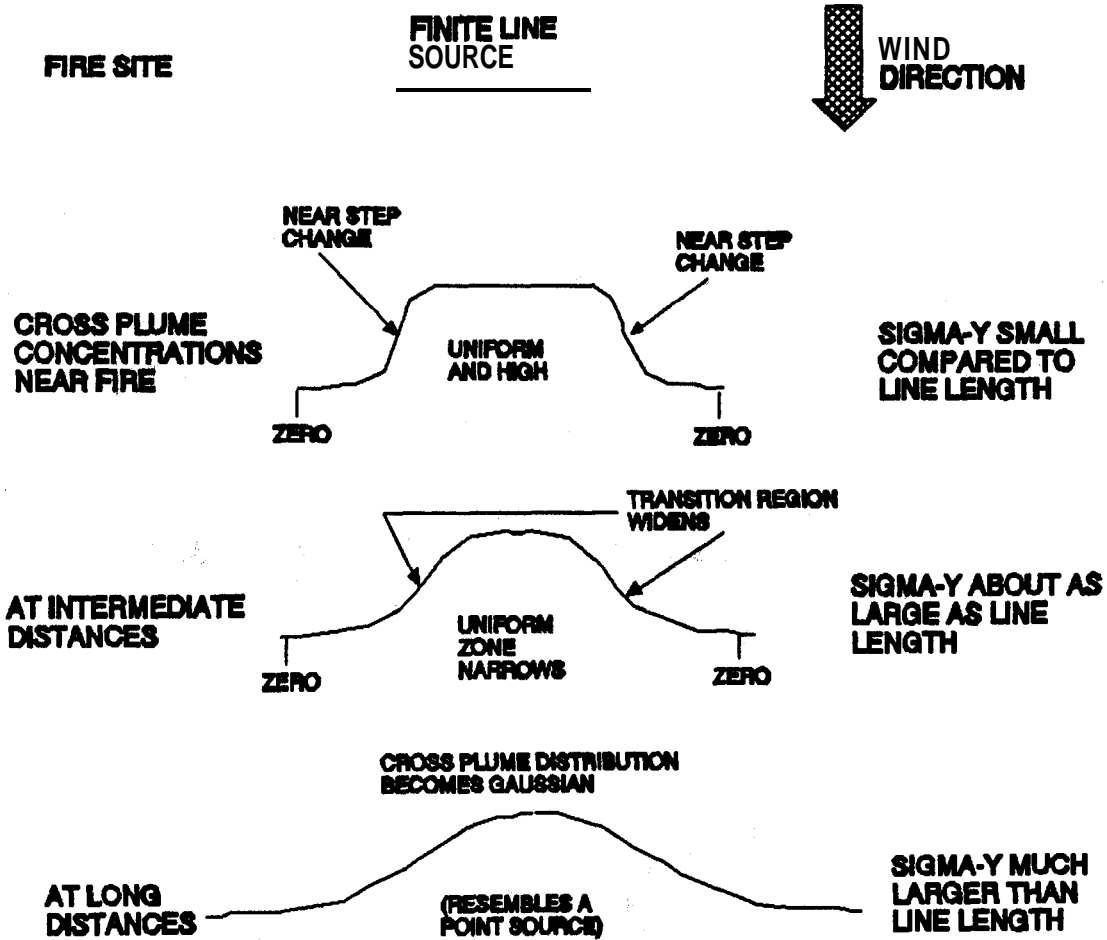 FIRE SITE
FINITE LINE
SOURCE
WIND
DIRECTION
NEAR STEP
CHANGE
NEAR STEP
CHANGE
CROSS PLUME
CONCENTRATIONS
NEAR FIRE
UNIFORM
AND HIGH
SIGMA-Y SMALL
COMPARED TO
LINE LENGTH
ZERO
ZERO
TRANSITION REGION
WIDENS
AT INTERMEDIATE
DISTANCES
UNIFORM
ZONE
NARROWS
SIGMA-Y ABOUT AS
LARGE AS LINE
LENGTH
ZERO
ZERO
CROSS PLUME DISTRIBUTION
BECOMES GAUSSIAN
AT LONG
DISTANCES
(RESEMBLES A
POINT SOURCE)
SIGMA-Y MUCH
LARGER THAN
LINE LENGTH